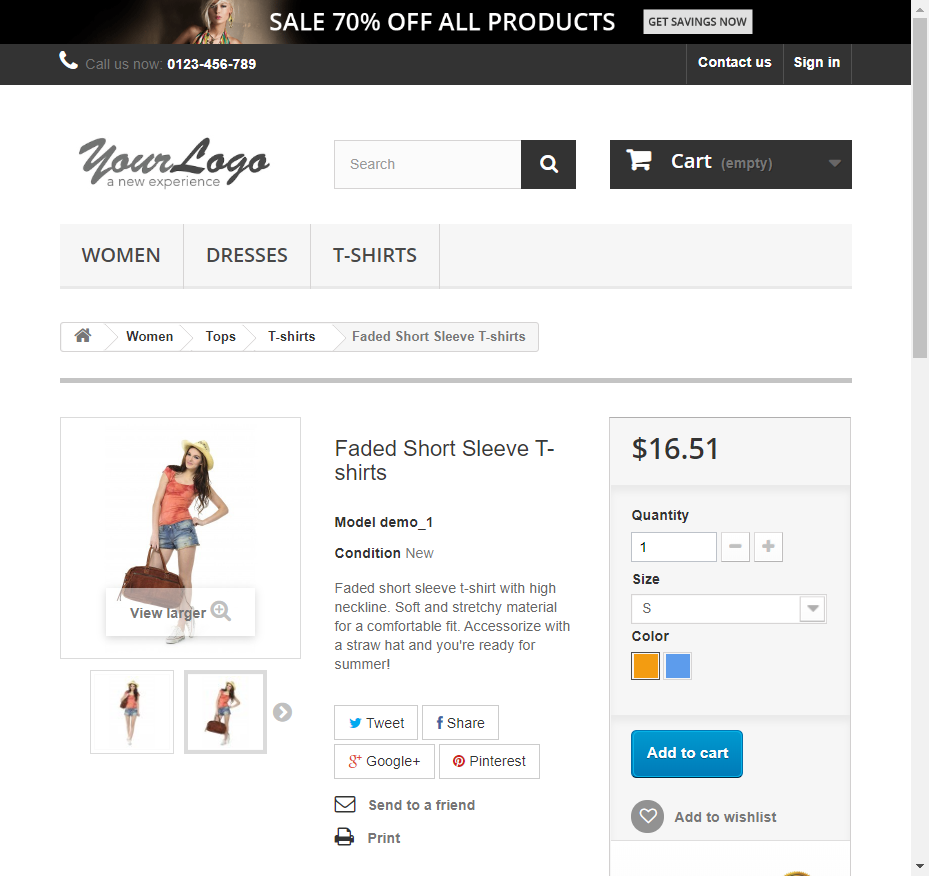 SALE 70% OFF ALL PRODUCTS
GET SAVINGS NOW
Call us now: 0123-456-789
Contact us
Sign in
YourLogo
a new experience
Search
Cart (empty)
WOMEN
DRESSES
T-SHIRTS
Women
Tops
T-shirts
Faded Short Sleeve T-shirts
View larger
Faded Short Sleeve T-
shirts
Model demo_1
Condition New
Faded short sleeve t-shirt with high
neckline. Soft and stretchy material
for a comfortable fit. Accessorize with
a straw hat and you're ready for
summer!
Tweet
Share
Google+
Pinterest
Send to a friend
Print
$16.51
Quantity
1
Size
S
Color
Add to cart
Add to wishlist